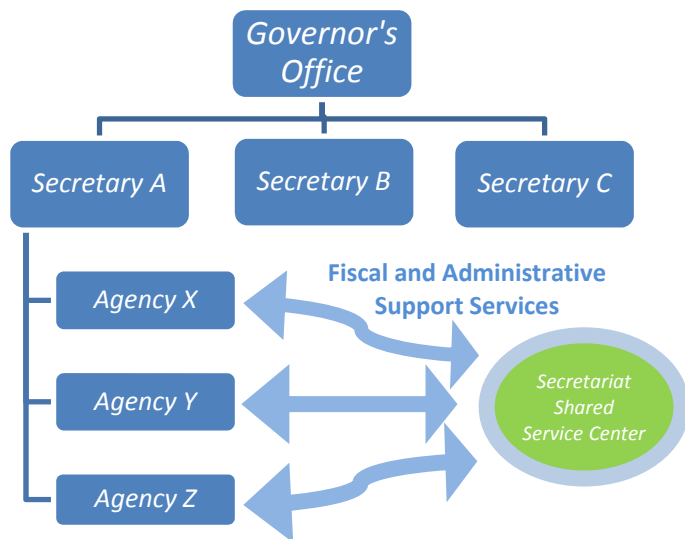 Governor's
Office
Secretary A
Secretary B
Secretary C
Fiscal and Administrative
Support Services
Agency X
Agency Y
Agency Z
Secretariat
Shared
Service Center